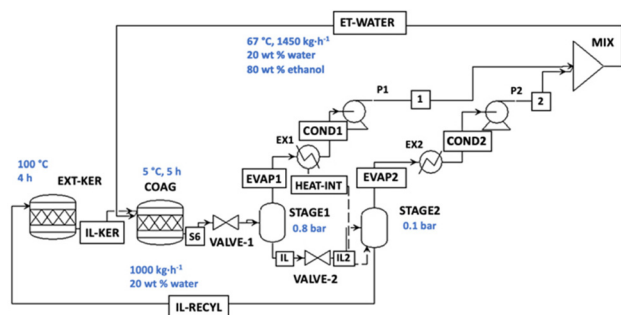 ET-WATER
67 °C, 1450 kg·h⁻¹
20 wt % water
80 wt % ethanol
MIX
P1
1
P2
2
COND1
COND2
EX1
EX2
100 °C
4 h
EXT-KER
5 °C, 5 h
COAG
EVAP1
HEAT-INT
EVAP2
IL-KER
S6
VALVE-1
STAGE1
0.8 bar
STAGE2
0.1 bar
IL
VALVE-2
IL2
1000 kg·h⁻¹
20 wt % water
IL-RECYL